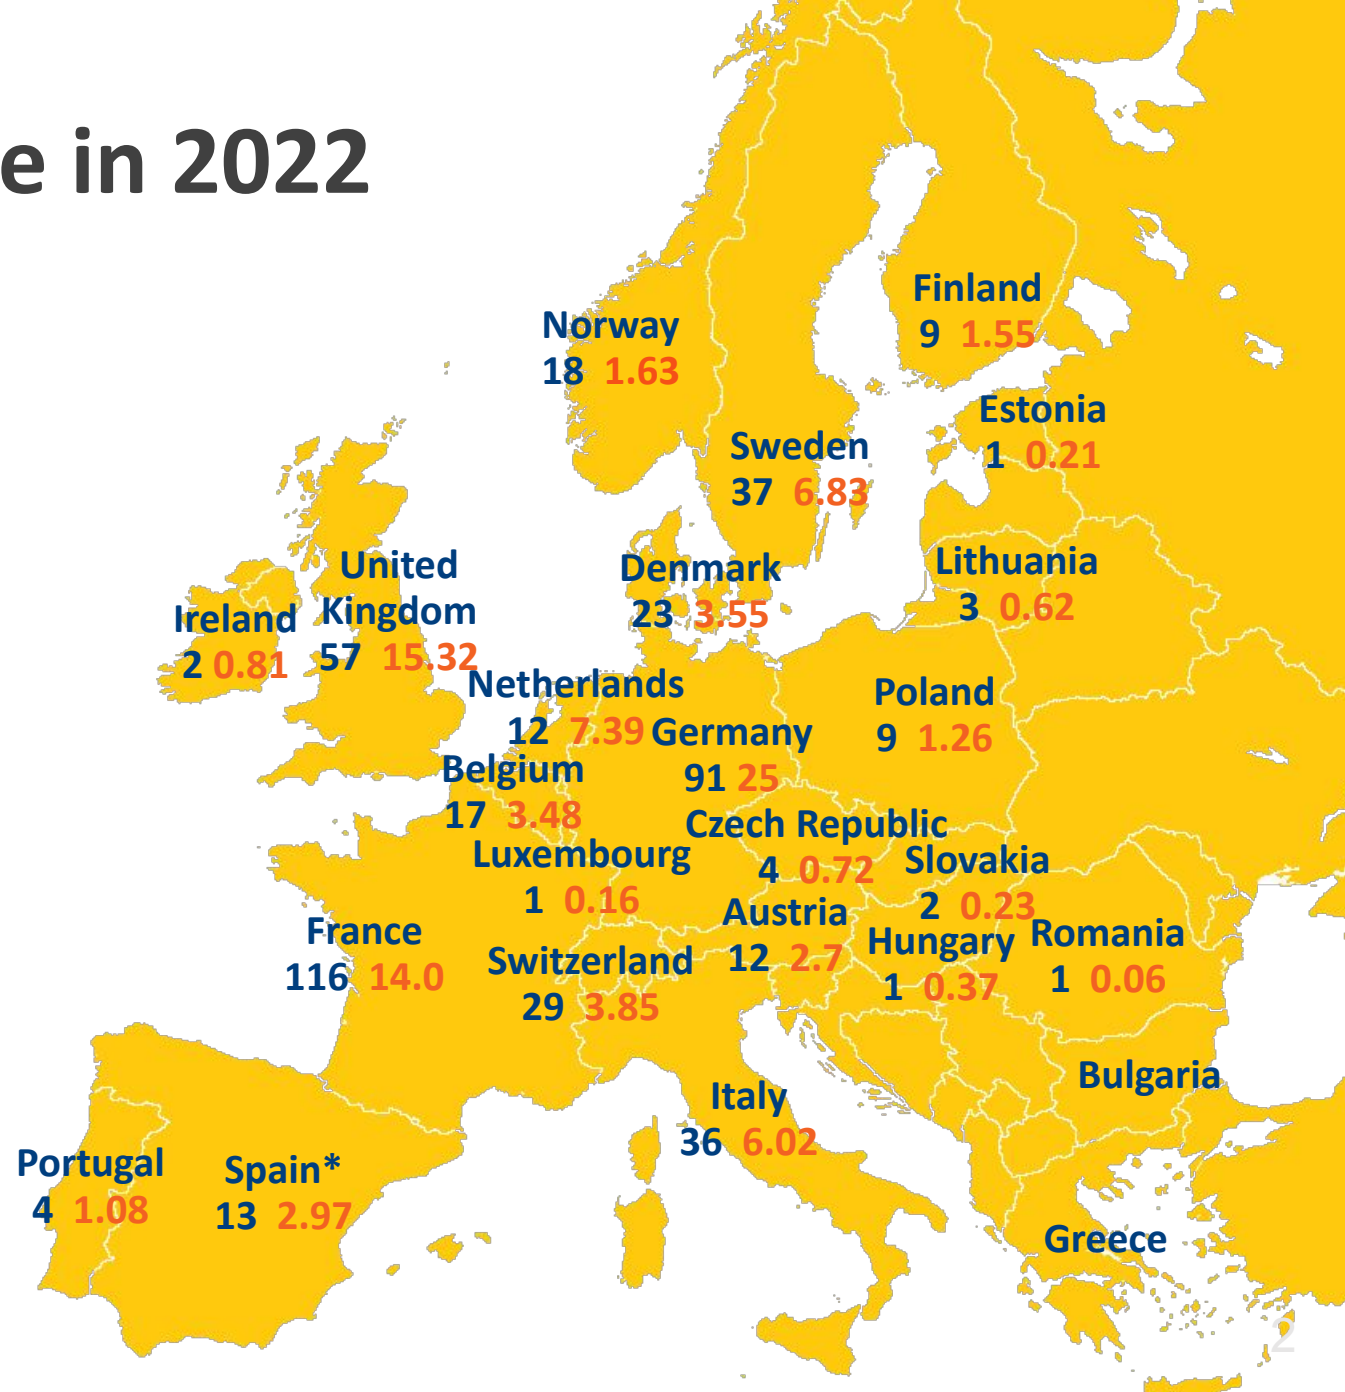 e in 2022
Finland
9 1.55
Norway
18 1.63
Estonia
1 0.21
Sweden
37 6.83
United
Kingdom
57 15.32
Denmark
23 3.55
Lithuania
3 0.62
Ireland
2 0.81
Netherlands
12 7.39
Poland
9 1.26
Germany
91 25
Belgium
17 3.48
Czech Republic
4 0.72
Luxembourg
1 0.16
Slovakia
2 0.23
Austria
12 2.7
France
116 14.0
Hungary
1 0.37
Romania
1 0.06
Switzerland
29 3.85
Bulgaria
Italy
36 6.02
Portugal
4 1.08
Spain*
13 2.97
Greece
2